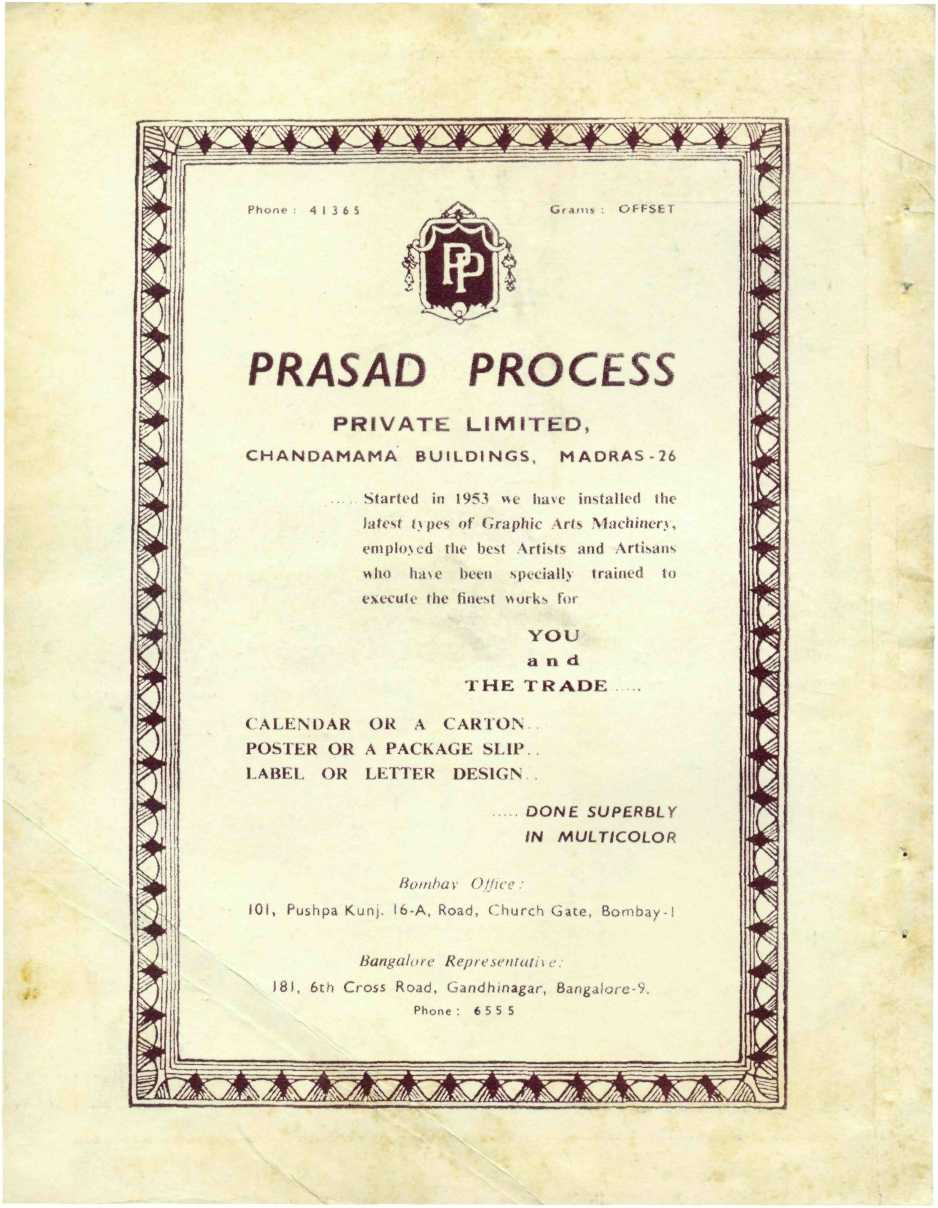 Phone : 41365 Grams : OFFSET
PP
PRASAD PROCESS
PRIVATE LIMITED,
CHANDAMAMA BUILDINGS, MADRAS-26
..... Started in 1953 we have installed the
latest types of Graphic Arts Machinery,
employed the best Artists and Artisans
who have been specially trained to
execute the finest works for
YOU
and
THE TRADE.....
CALENDAR OR A CARTON..
POSTER OR A PACKAGE SLIP..
LABEL OR LETTER DESIGN..
..... DONE SUPERBLY
IN MULTICOLOR
Bombay Office :
101, Pushpa Kunj. 16-A, Road, Church Gate, Bombay-1
Bangalore Representative:
181, 6th Cross Road, Gandhinagar, Bangalore-9.
Phone : 6555